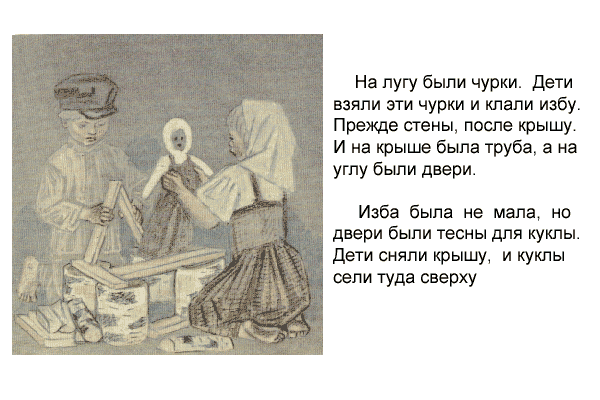 На лугу были чурки. Дети
взяли эти чурки и клали избу.
Прежде стены, после крышу.
И на крыше была труба, а на
углу были двери.
Изба была не мала, но
двери были тесны для куклы.
Дети сняли крышу, и куклы
сели туда сверху